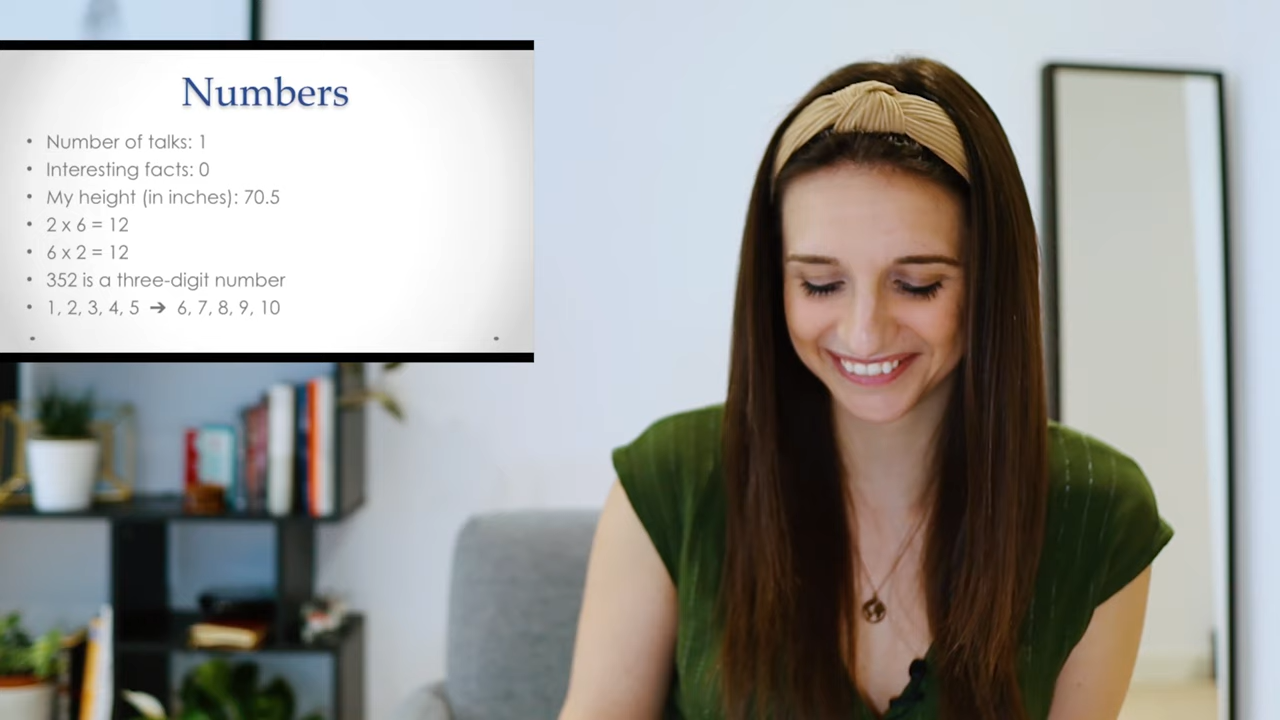 Numbers
• Number of talks: 1
• Interesting facts: 0
• My height (in inches): 70.5
• 2 x 6 = 12
• 6 x 2 = 12
• 352 is a three-digit number
• 1, 2, 3, 4, 5 ➔ 6, 7, 8, 9, 10